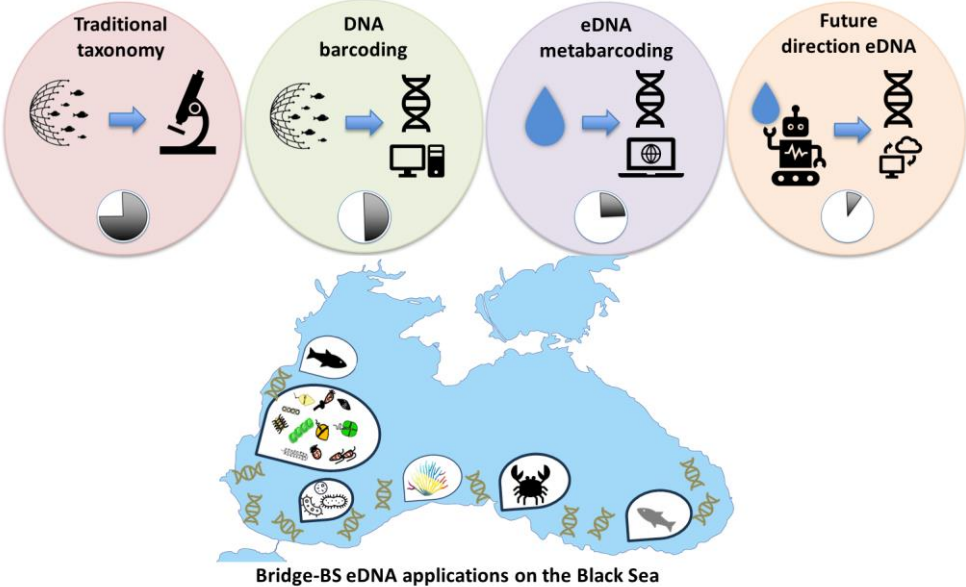 Traditional
taxonomy
DNA
barcoding
eDNA
metabarcoding
Future
direction eDNA
Bridge-BS eDNA applications on the Black Sea